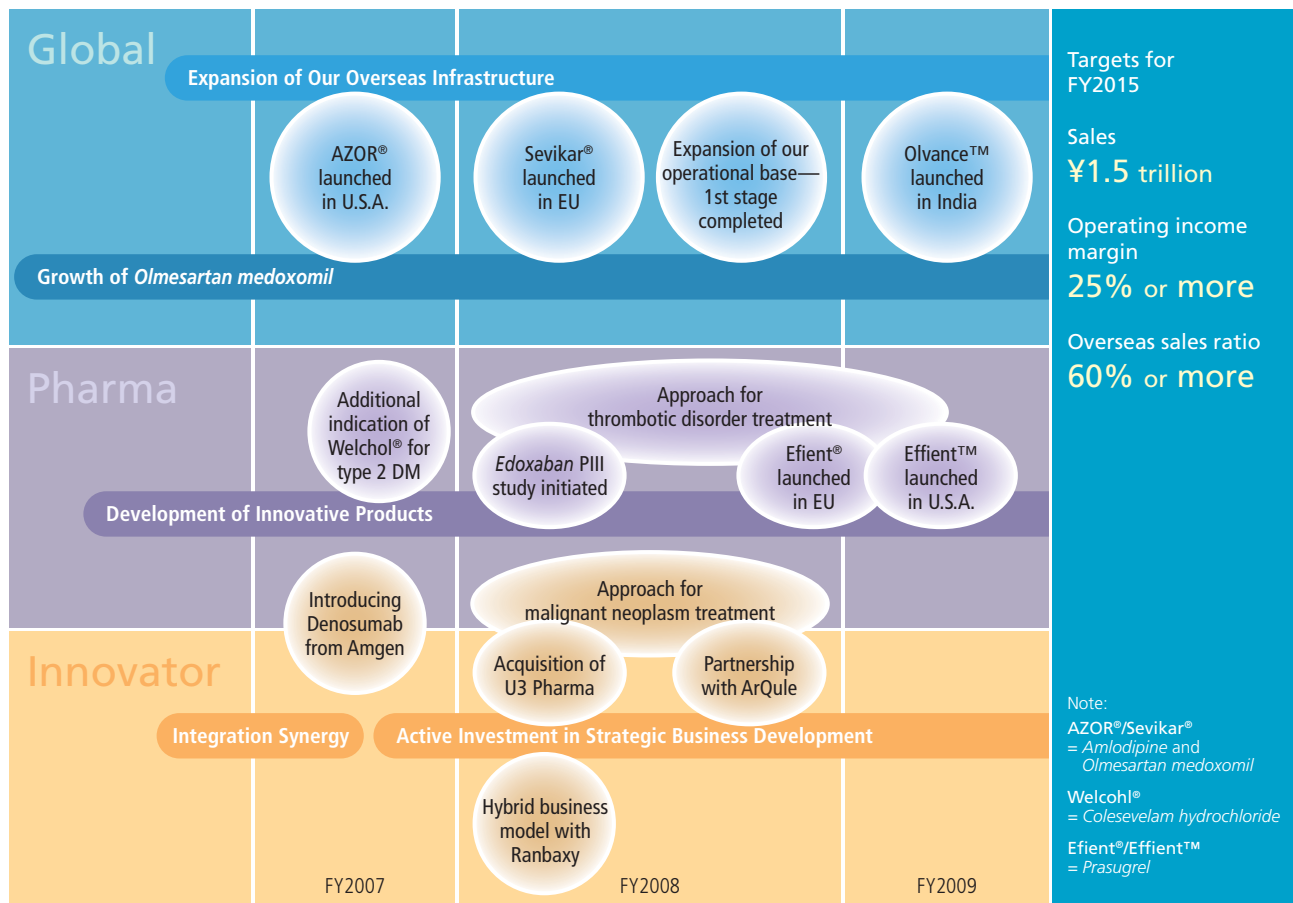 Global
Expansion of Our Overseas Infrastructure
AZOR®
launched
in U.S.A.
Sevikar®
launched
in EU
Expansion of our
operational base—
1st stage
completed
Olvance™
launched
in India
Growth of Olmesartan medoxomil
Pharma
Additional
indication of
Welchol® for
type 2 DM
Approach for
thrombotic disorder treatment
Edoxaban PIII
study initiated
Efient®
launched
in EU
Effient™
launched
in U.S.A.
Development of Innovative Products
Introducing
Denosumab
from Amgen
Approach for
malignant neoplasm treatment
Innovator
Acquisition of
U3 Pharma
Partnership
with ArQule
Integration Synergy
Active Investment in Strategic Business Development
Hybrid business
model with
Ranbaxy
FY2007
FY2008
FY2009
Targets for
FY2015
Sales
¥1.5 trillion
Operating income
margin
25% or more
Overseas sales ratio
60% or more
Note:
AZOR®/Sevikar®
= Amlodipine and
Olmesartan medoxomil
Welcohl®
= Colesevelam hydrochloride
Efient®/Effient™
= Prasugrel